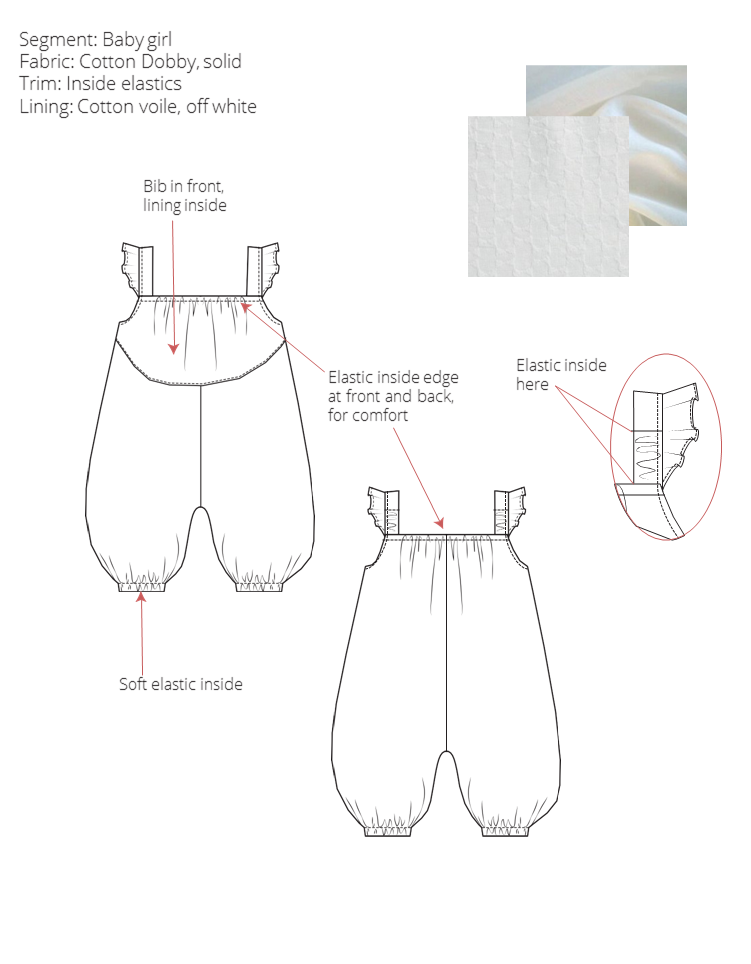 Segment: Baby girl
Fabric: Cotton Dobby, solid
Trim: Inside elastics
Lining: Cotton voile, off white
Bib in front,
lining inside
Elastic inside edge
at front and back,
for comfort
Elastic inside
here
Soft elastic inside